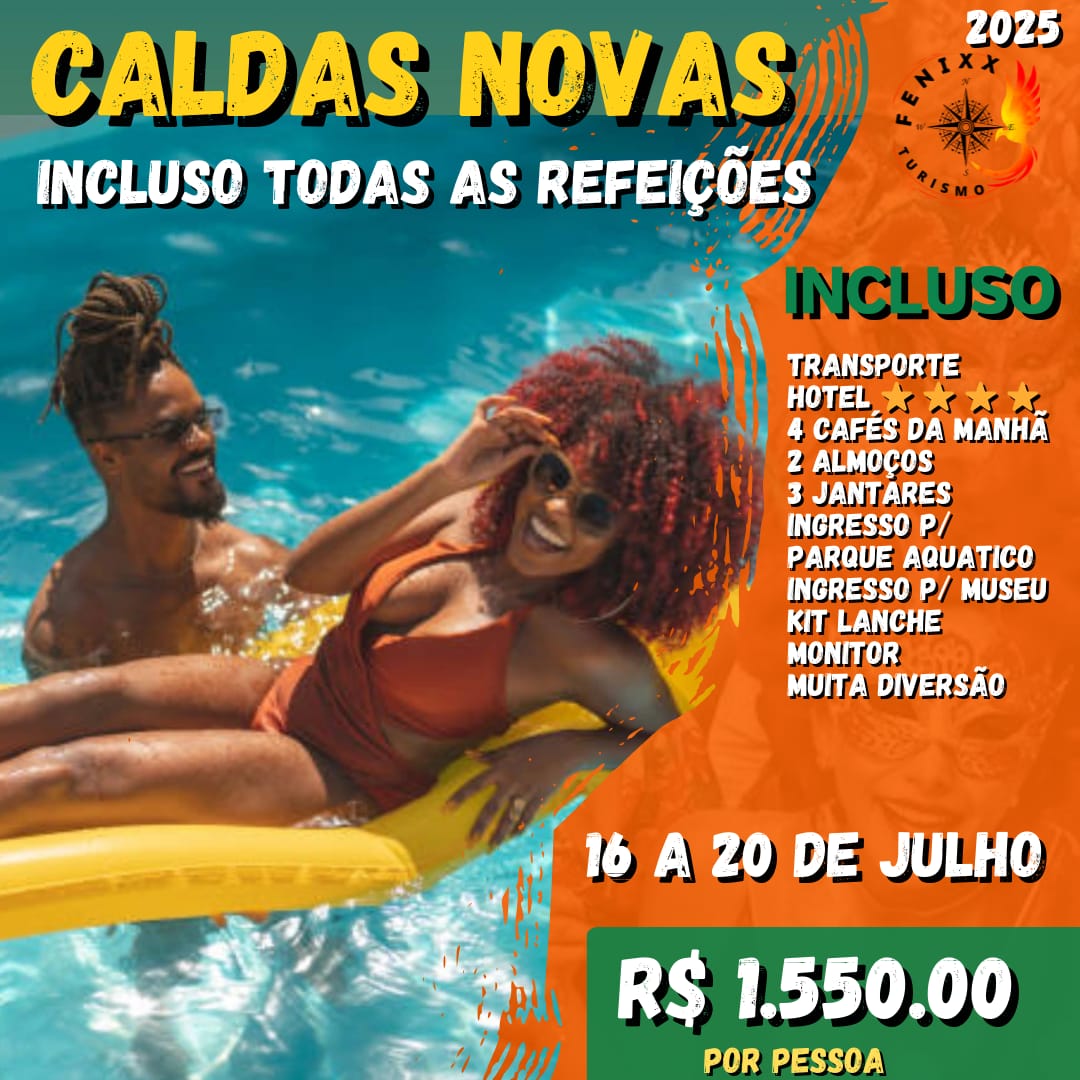 2025
CALDAS NOVAS
INCLUSO TODAS AS REFEIÇÕES
FENIXX
N
W E
S
TURISMO
INCLUSO
TRANSPORTE
HOTEL
4 CAFÉS DA MANHÃ
2 ALMOÇOS
3 JANTARES
INGRESSO P/
PARQUE AQUATICO
INGRESSO P/ MUSEU
KIT LANCHE
MONITOR
MUITA DIVERSÃO
16 A 20 DE JULHO
R$ 1.550.00
POR PESSOA